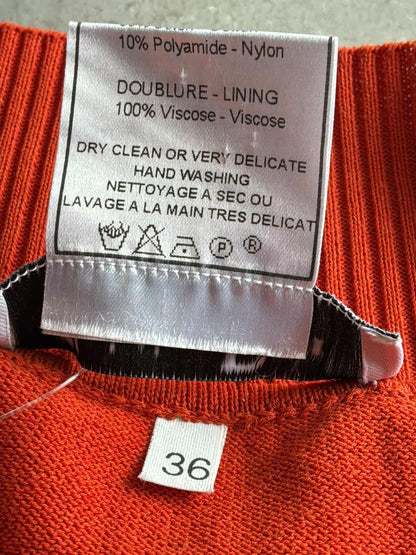 10% Polyamide - Nylon
DOUBLURE - LINING
100% Viscose - Viscose
DRY CLEAN OR VERY DELICATE
HAND WASHING
NETTOYAGE A SEC OU
LAVAGE A LA MAIN TRES DELICAT
P ®
36